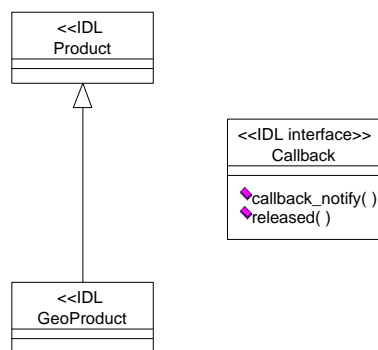 <<IDL
Product
<<IDL interface>>
Callback
callback_notify( )
released( )
<<IDL
GeoProduct